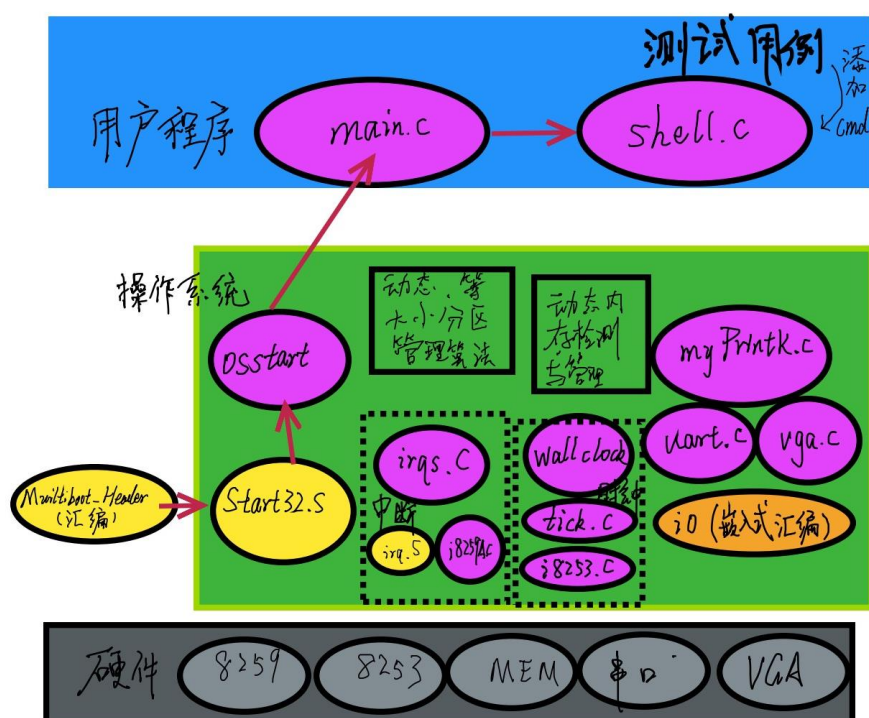 测试用例
添
加
cmd
用户程序
main.c
shell.c
操作系统
动态、等
大小分区
管理算法
动态内
存检测
与管理
osstart
myPrintK.c
uart.c
vga.c
irqs.c
wallclock
Multiboot_Header
(汇编)
Start32.S
中断
时钟
tick.c
irq.S
i8259A.c
i8253.c
io(嵌入式汇编)
硬件
8259
8253
MEM
串口
VGA